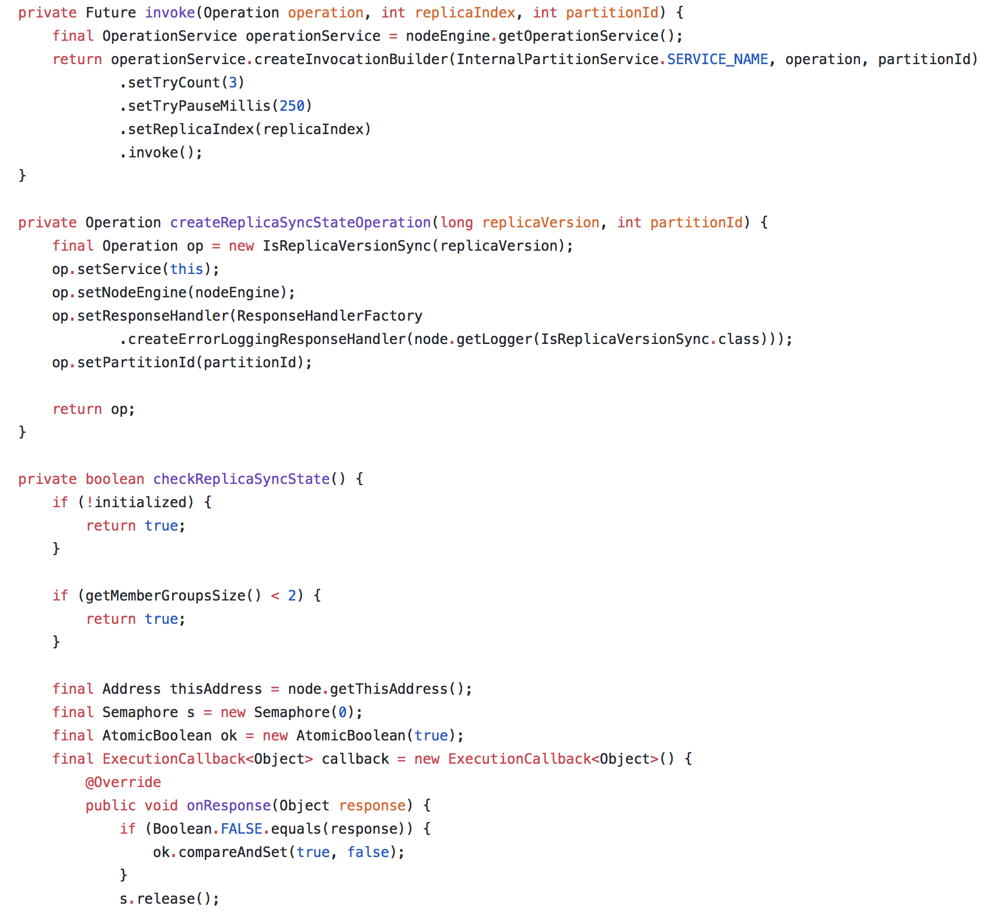 private Future invoke(Operation operation, int replicaIndex, int partitionId) {
    final OperationService operationService = nodeEngine.getOperationService();
    return operationService.createInvocationBuilder(InternalPartitionService.SERVICE_NAME, operation, partitionId)
            .setTryCount(3)
            .setTryPauseMillis(250)
            .setReplicaIndex(replicaIndex)
            .invoke();
}

private Operation createReplicaSyncStateOperation(long replicaVersion, int partitionId) {
    final Operation op = new IsReplicaVersionSync(replicaVersion);
    op.setService(this);
    op.setNodeEngine(nodeEngine);
    op.setResponseHandler(ResponseHandlerFactory
            .createErrorLoggingResponseHandler(node.getLogger(IsReplicaVersionSync.class)));
    op.setPartitionId(partitionId);

    return op;
}

private boolean checkReplicaSyncState() {
    if (!initialized) {
        return true;
    }

    if (getMemberGroupsSize() < 2) {
        return true;
    }

    final Address thisAddress = node.getThisAddress();
    final Semaphore s = new Semaphore(0);
    final AtomicBoolean ok = new AtomicBoolean(true);
    final ExecutionCallback<Object> callback = new ExecutionCallback<Object>() {
        @Override
        public void onResponse(Object response) {
            if (Boolean.FALSE.equals(response)) {
                ok.compareAndSet(true, false);
            }
            s.release();